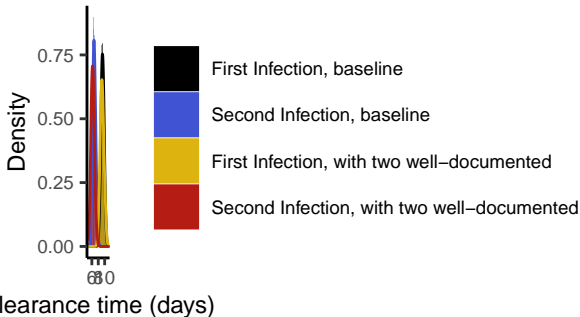 Density
0.75
0.50
0.25
0.00
First Infection, baseline
Second Infection, baseline
First Infection, with two well−documented
Second Infection, with two well−documented
learance time (days)